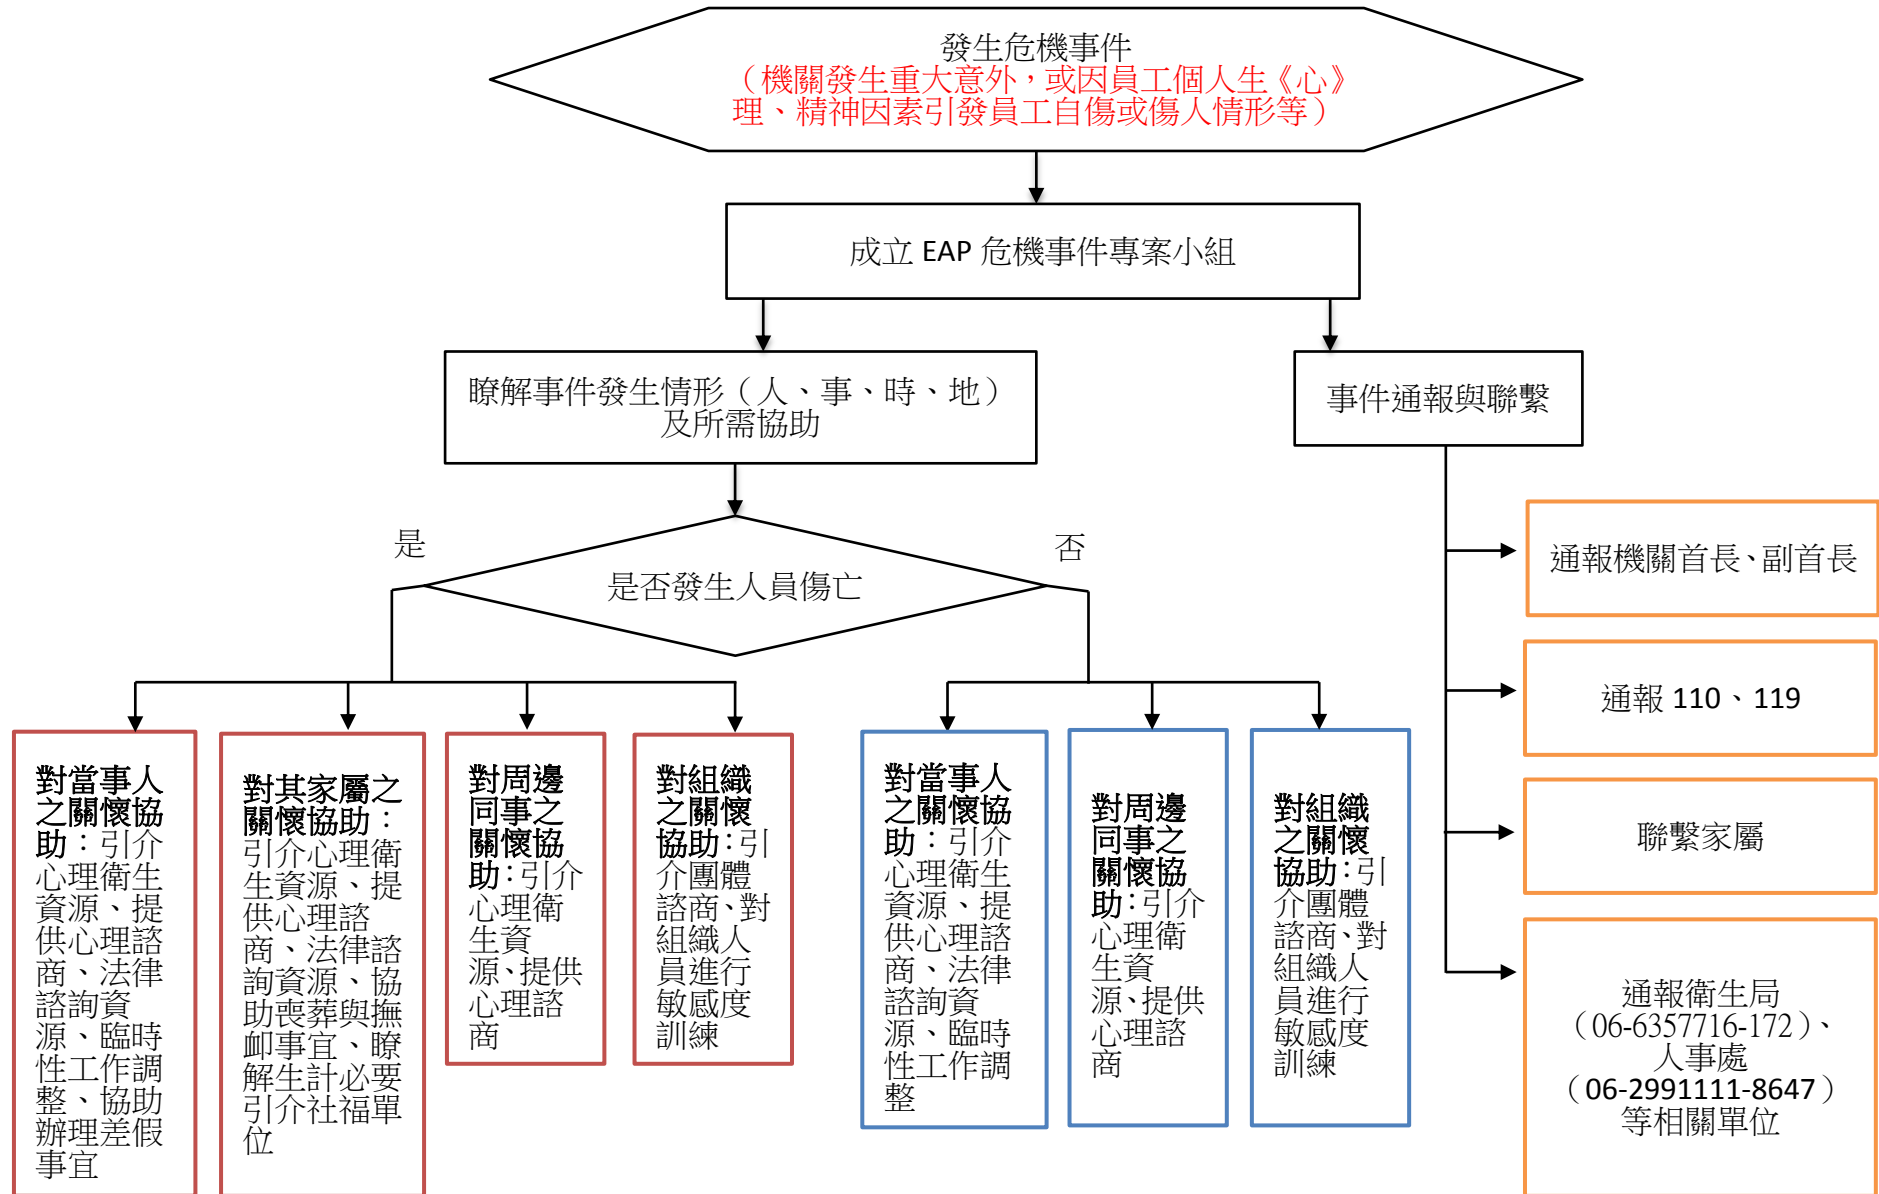 發生危機事件
（機關發生重大意外，或因員工個人生《心》
理、精神因素引發員工自傷或傷人情形等）
成立 EAP 危機事件專案小組
瞭解事件發生情形（人、事、時、地）
及所需協助
事件通報與聯繫
是
否
是否發生人員傷亡
通報機關首長、副首長
通報 110、119
聯繫家屬
通報衛生局
（06-6357716-172）、
人事處
（06-2991111-8647）
等相關單位
對當事人
之關懷協
助：引介
心理衛生
資源、提
供心理諮
商、法律
諮詢資
源、臨時
性工作調
整、協助
辦理差假
事宜
對其家屬之
關懷協助：
引介心理衛
生資源、提
供心理諮
商、法律諮
詢資源、協
助喪葬與撫
卹事宜、瞭
解生計必要
引介社福單
位
對周邊
同事之
關懷協
助：引介
心理衛
生資
源、提供
心理諮
商
對組織
之關懷
協助：引
介團體
諮商、對
組織人
員進行
敏感度
訓練
對當事人
之關懷協
助：引介
心理衛生
資源、提
供心理諮
商、法律
諮詢資
源、臨時
性工作調
整
對周邊
同事之
關懷協
助：引介
心理衛
生資
源、提供
心理諮
商
對組織
之關懷
協助：引
介團體
諮商、對
組織人
員進行
敏感度
訓練